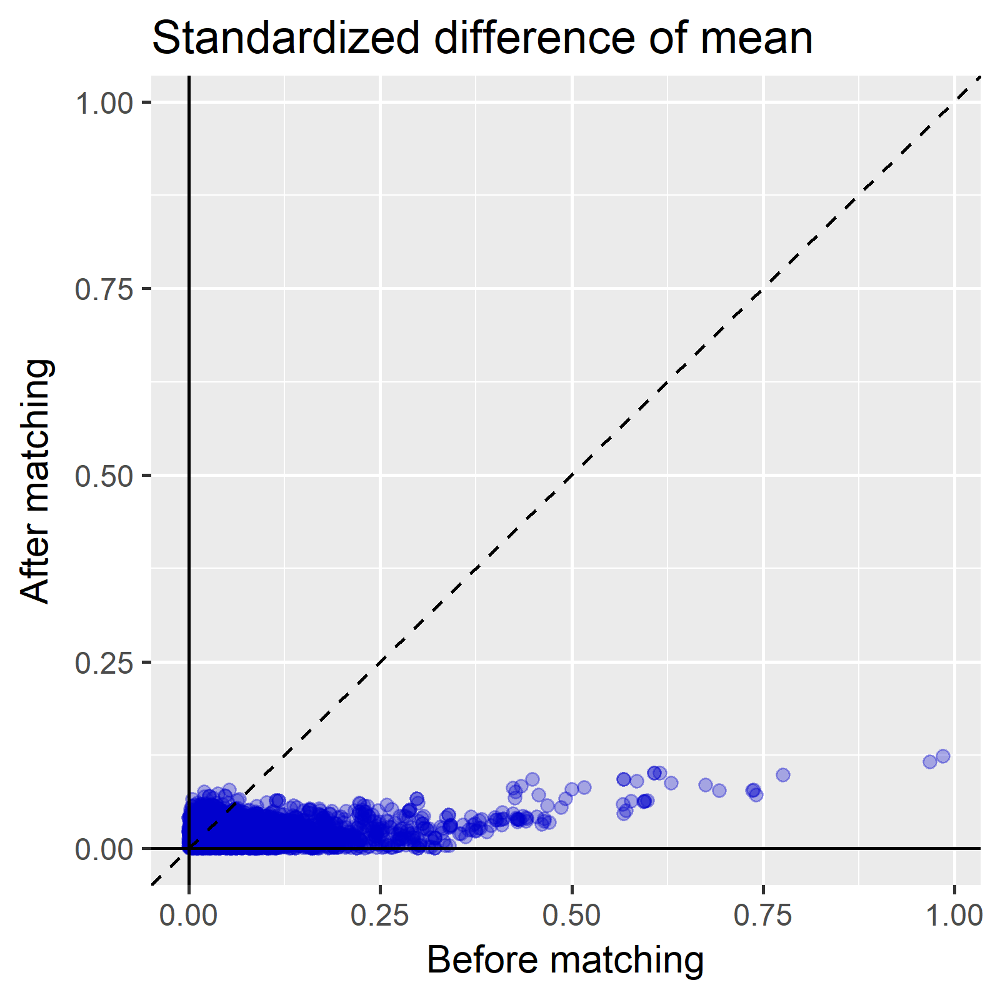 Standardized difference of mean
1.00
0.75
0.50
0.25
0.00
After matching
0.00 0.25 0.50 0.75 1.00
Before matching